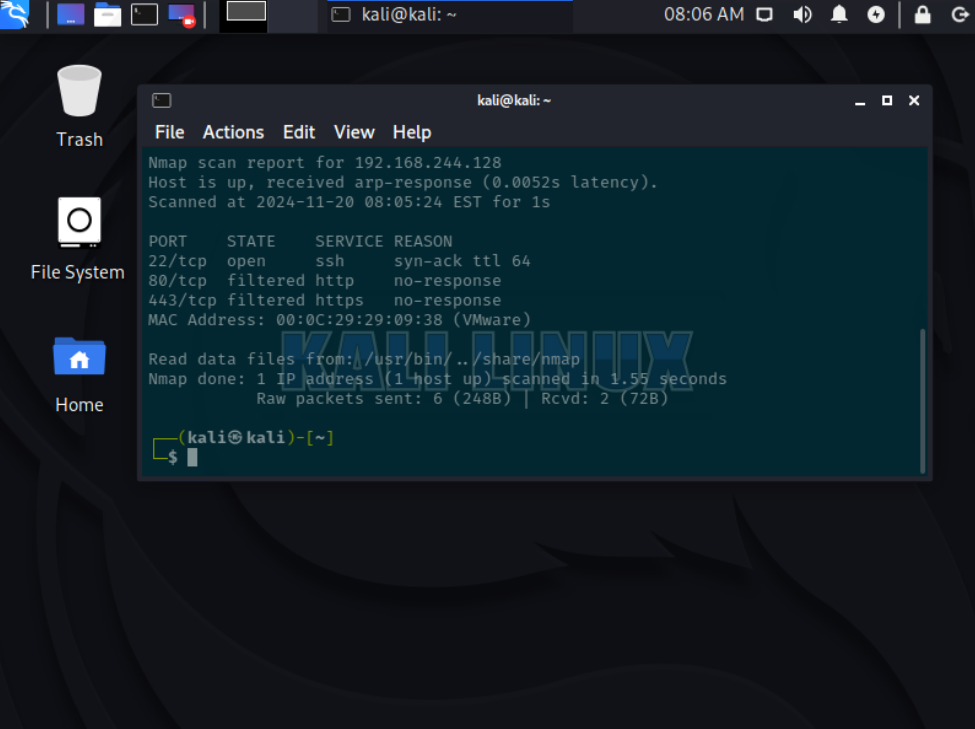 kali@kali: ~
08:06 AM
Trash
File System
Home
kali@kali: ~
File Actions Edit View Help
Nmap scan report for 192.168.244.128
Host is up, received arp-response (0.0052s latency).
Scanned at 2024-11-20 08:05:24 EST for 1s
PORT STATE SERVICE REASON
22/tcp open ssh syn-ack ttl 64
80/tcp filtered http no-response
443/tcp filtered https no-response
MAC Address: 00:0C:29:29:09:38 (VMware)
KALI LINUX
Read data files from: /usr/bin/../share/nmap
Nmap done: 1 IP address (1 host up) scanned in 1.55 seconds
Raw packets sent: 6 (248B) | Rcvd: 2 (72B)
┌──(kali㉿kali)-[~]
└─$